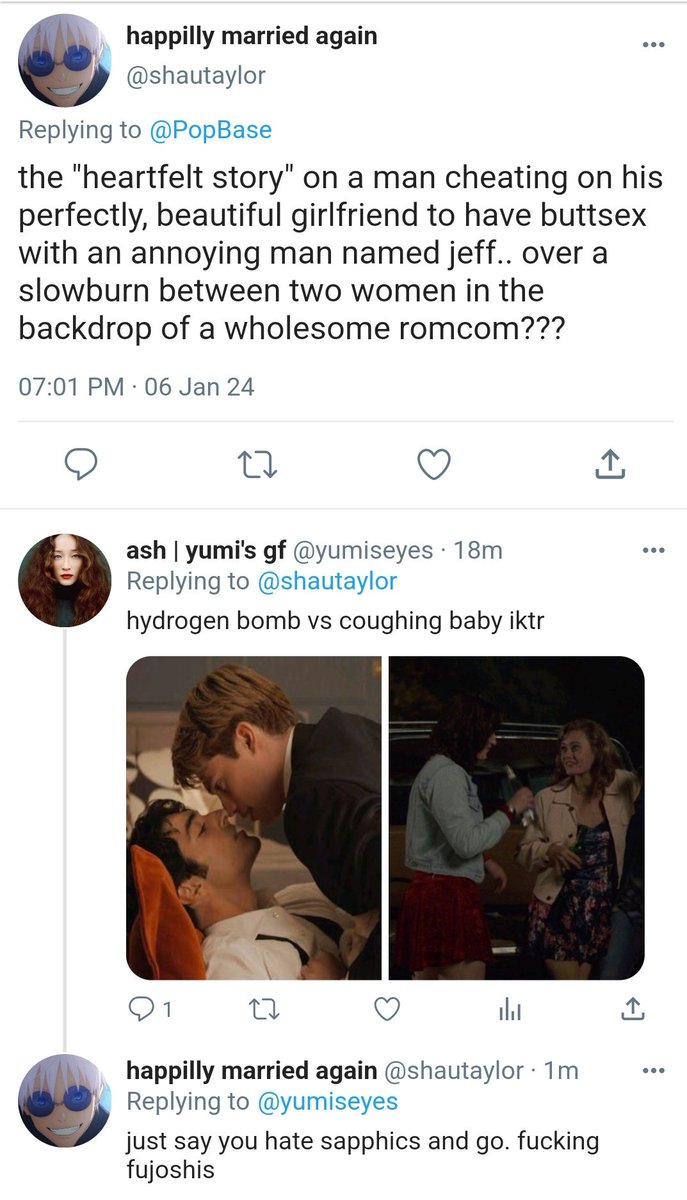 happilly married again
@shautaylor
Replying to @PopBase
the "heartfelt story" on a man cheating on his
perfectly, beautiful girlfriend to have buttsex
with an annoying man named jeff.. over a
slowburn between two women in the
backdrop of a wholesome romcom???
07:01 PM · 06 Jan 24
ash | yumi's gf @yumiseyes · 18m
Replying to @shautaylor
hydrogen bomb vs coughing baby iktr
1
happilly married again @shautaylor · 1m
Replying to @yumiseyes
just say you hate sapphics and go. fucking
fujoshis